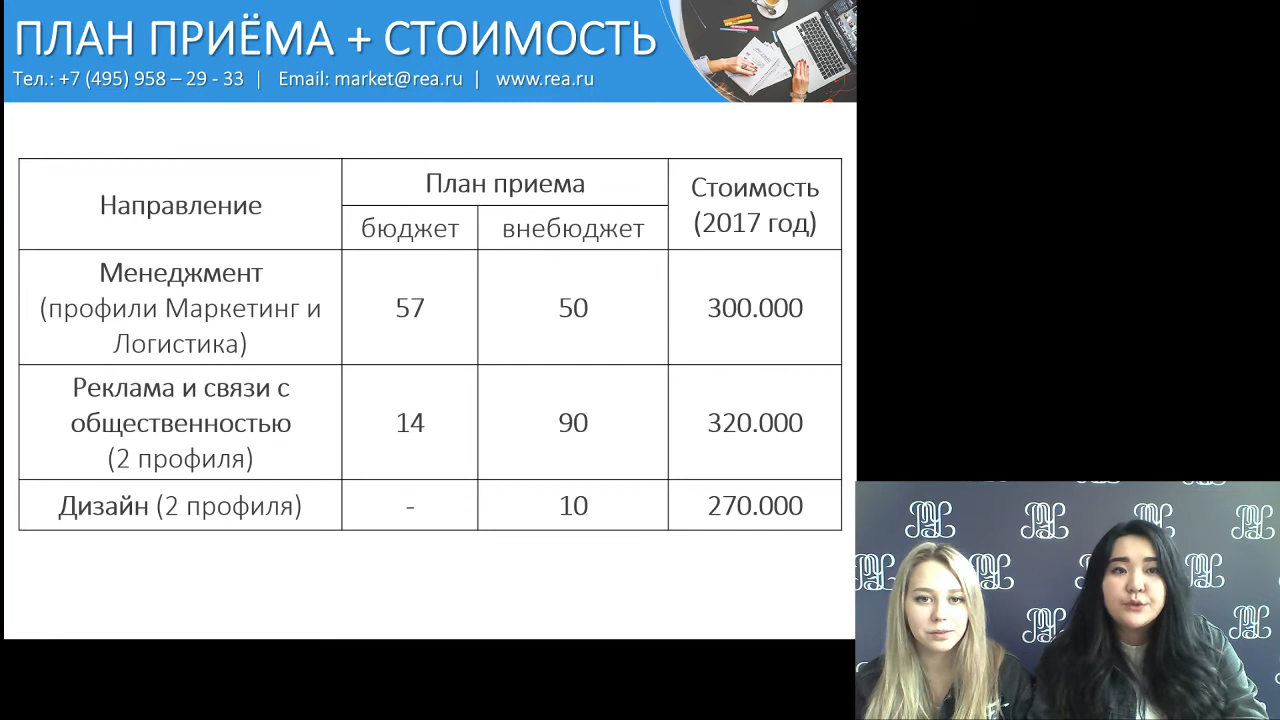 ПЛАН ПРИЁМА + СТОИМОСТЬ
Тел.: +7 (495) 958 – 29 - 33 | Email: market@rea.ru | www.rea.ru
Направление
План приема
Стоимость
(2017 год)
бюджет
внебюджет
Менеджмент
(профили Маркетинг и
Логистика)
57
50
300.000
Реклама и связи с
общественностью
(2 профиля)
14
90
320.000
Дизайн (2 профиля)
-
10
270.000